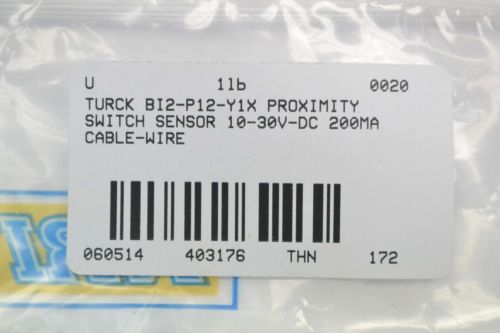 U 1lb 0020
TURCK BI2-P12-Y1X PROXIMITY
SWITCH SENSOR 10-30V-DC 200MA
CABLE-WIRE
060514 403176 THN 172